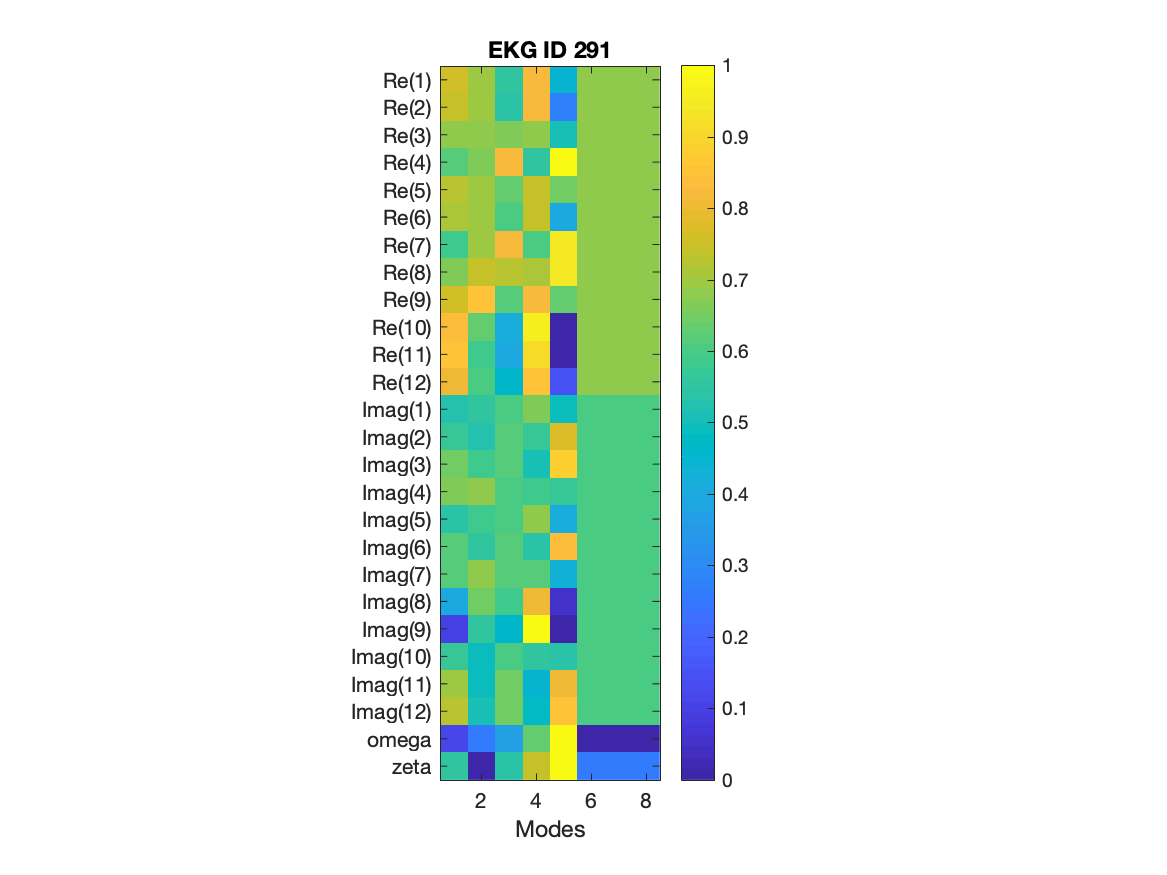 EKG ID 291
Re(1)
Re(2)
Re(3)
Re(4)
Re(5)
Re(6)
Re(7)
Re(8)
Re(9)
Re(10)
Re(11)
Re(12)
Imag(1)
Imag(2)
Imag(3)
Imag(4)
Imag(5)
Imag(6)
Imag(7)
Imag(8)
Imag(9)
Imag(10)
Imag(11)
Imag(12)
omega
zeta
2 4 6 8
Modes
1
0.9
0.8
0.7
0.6
0.5
0.4
0.3
0.2
0.1
0